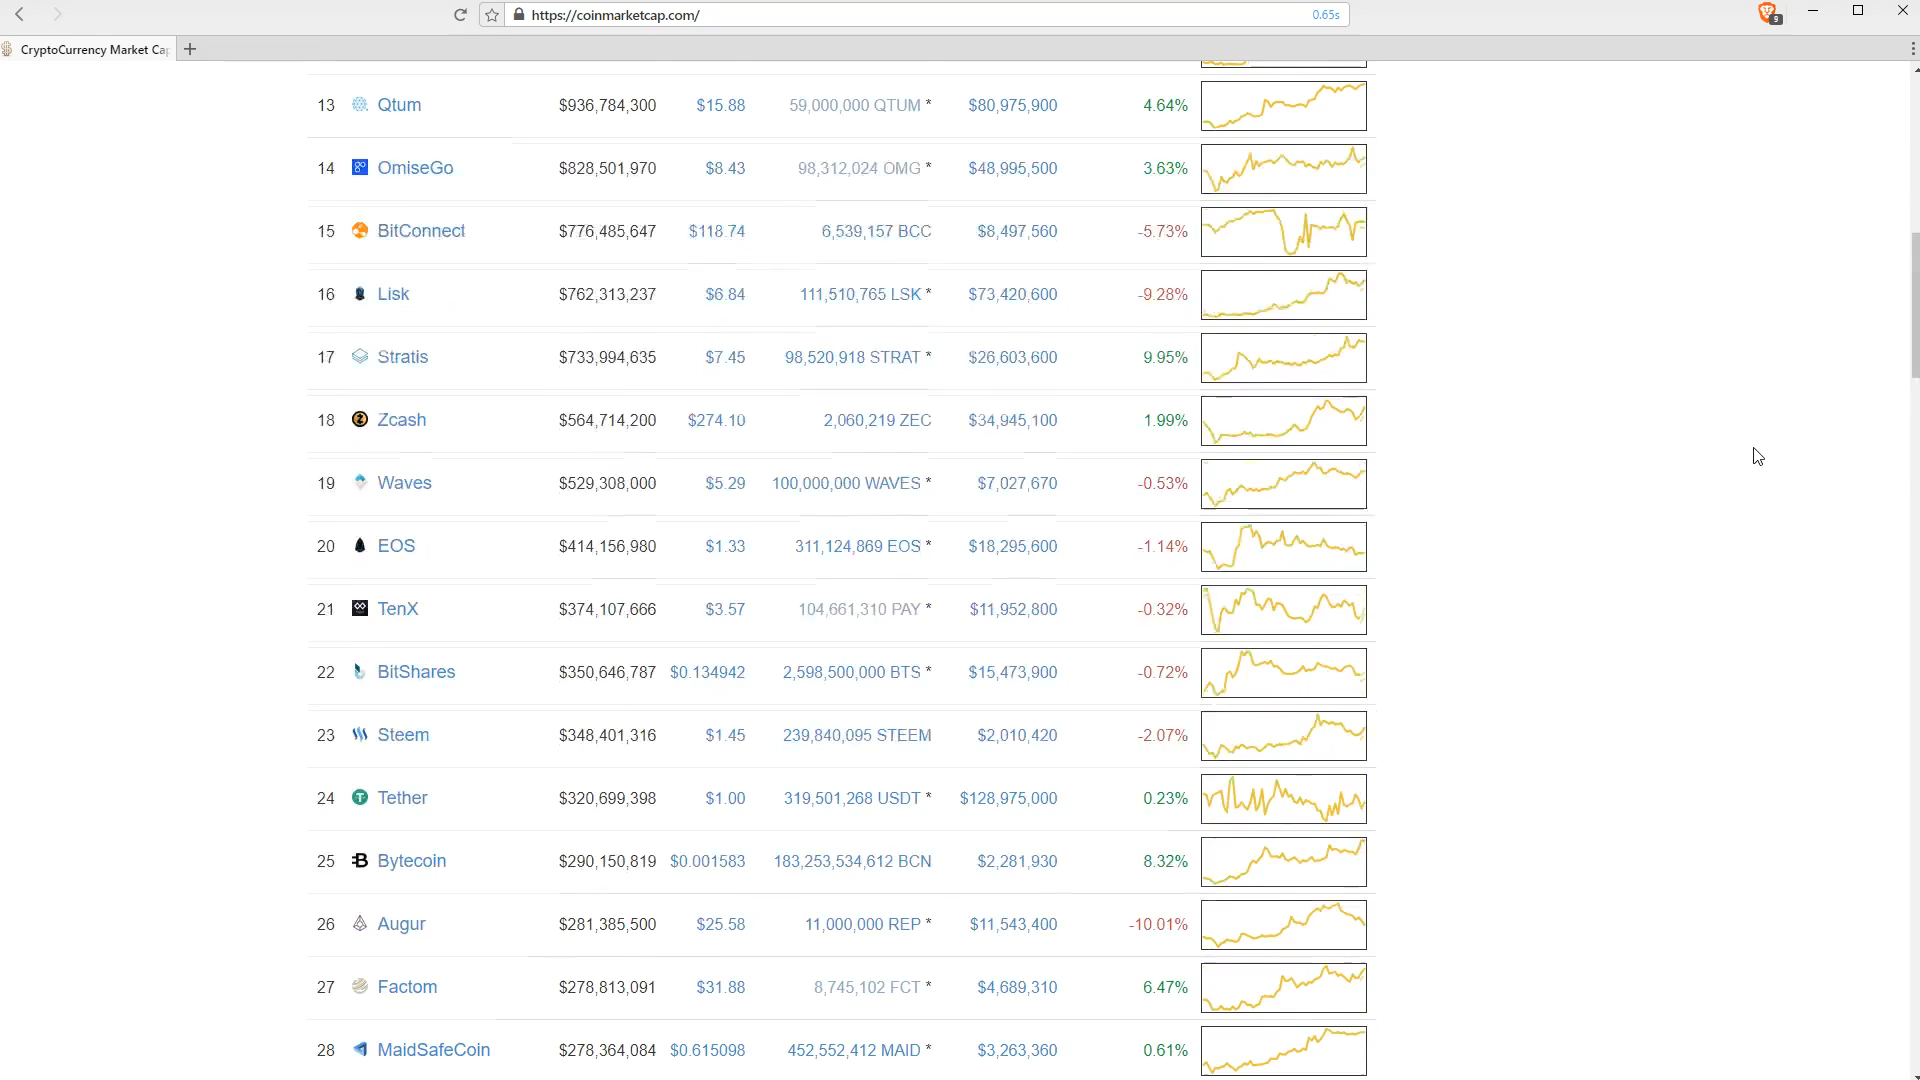 https://coinmarketcap.com/ 0.65s 9
CryptoCurrency Market Cap
13 Qtum $936,784,300 $15.88 59,000,000 QTUM * $80,975,900 4.64%
14 OmiseGo $828,501,970 $8.43 98,312,024 OMG * $48,995,500 3.63%
15 BitConnect $776,485,647 $118.74 6,539,157 BCC $8,497,560 -5.73%
16 Lisk $762,313,237 $6.84 111,510,765 LSK * $73,420,600 -9.28%
17 Stratis $733,994,635 $7.45 98,520,918 STRAT * $26,603,600 9.95%
18 Zcash $564,714,200 $274.10 2,060,219 ZEC $34,945,100 1.99%
19 Waves $529,308,000 $5.29 100,000,000 WAVES * $7,027,670 -0.53%
20 EOS $414,156,980 $1.33 311,124,869 EOS * $18,295,600 -1.14%
21 TenX $374,107,666 $3.57 104,661,310 PAY * $11,952,800 -0.32%
22 BitShares $350,646,787 $0.134942 2,598,500,000 BTS * $15,473,900 -0.72%
23 Steem $348,401,316 $1.45 239,840,095 STEEM $2,010,420 -2.07%
24 Tether $320,699,398 $1.00 319,501,268 USDT * $128,975,000 0.23%
25 Bytecoin $290,150,819 $0.001583 183,253,534,612 BCN $2,281,930 8.32%
26 Augur $281,385,500 $25.58 11,000,000 REP * $11,543,400 -10.01%
27 Factom $278,813,091 $31.88 8,745,102 FCT * $4,689,310 6.47%
28 MaidSafeCoin $278,364,084 $0.615098 452,552,412 MAID * $3,263,360 0.61%